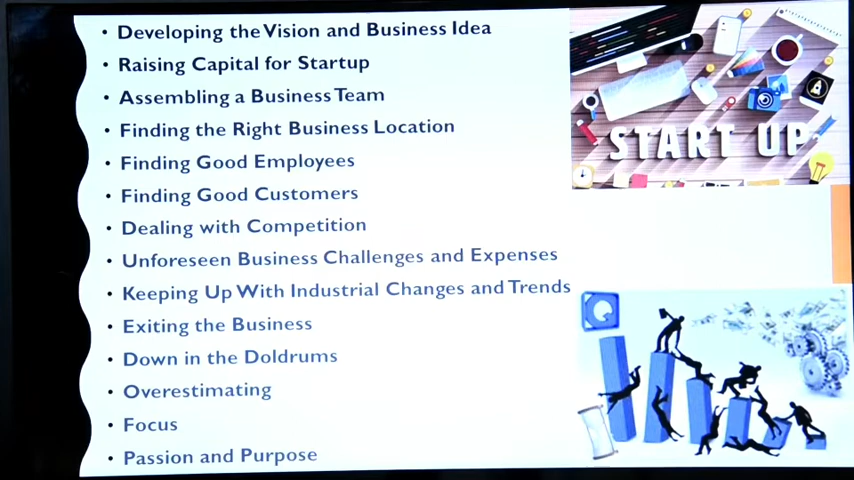 • Developing the Vision and Business Idea
• Raising Capital for Startup
• Assembling a Business Team
• Finding the Right Business Location
• Finding Good Employees
• Finding Good Customers
• Dealing with Competition
• Unforeseen Business Challenges and Expenses
• Keeping Up With Industrial Changes and Trends
• Exiting the Business
• Down in the Doldrums
• Overestimating
• Focus
• Passion and Purpose
START UP